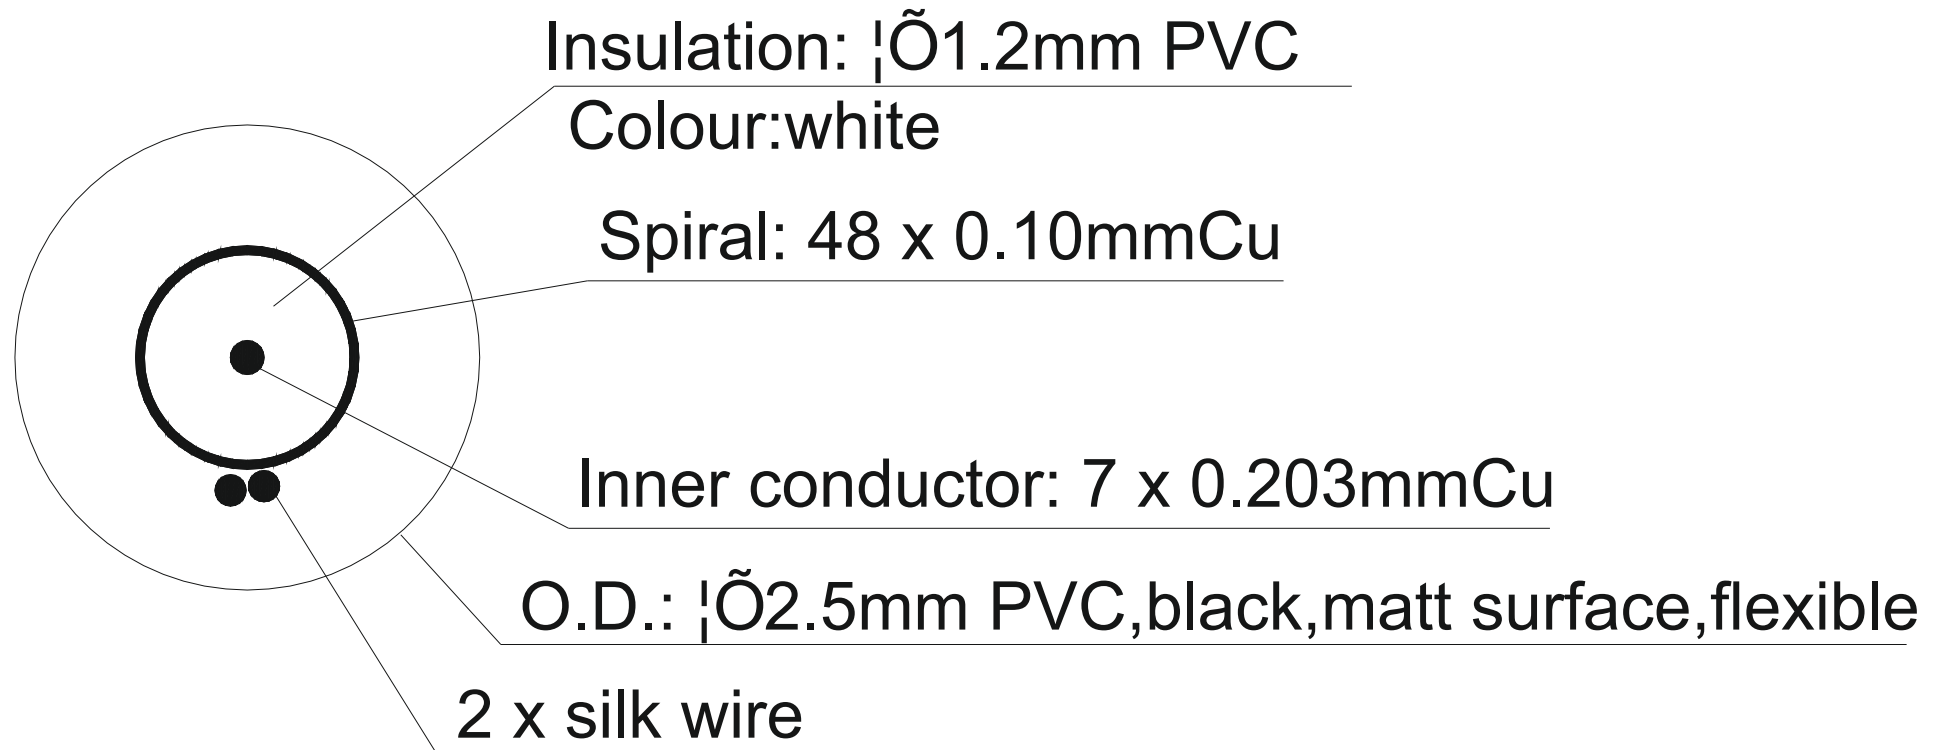 Insulation: ¦Õ1.2mm PVC
Colour:white
Spiral: 48 x 0.10mmCu
Inner conductor: 7 x 0.203mmCu
O.D.: ¦Õ2.5mm PVC,black,matt surface,flexible
2 x silk wire